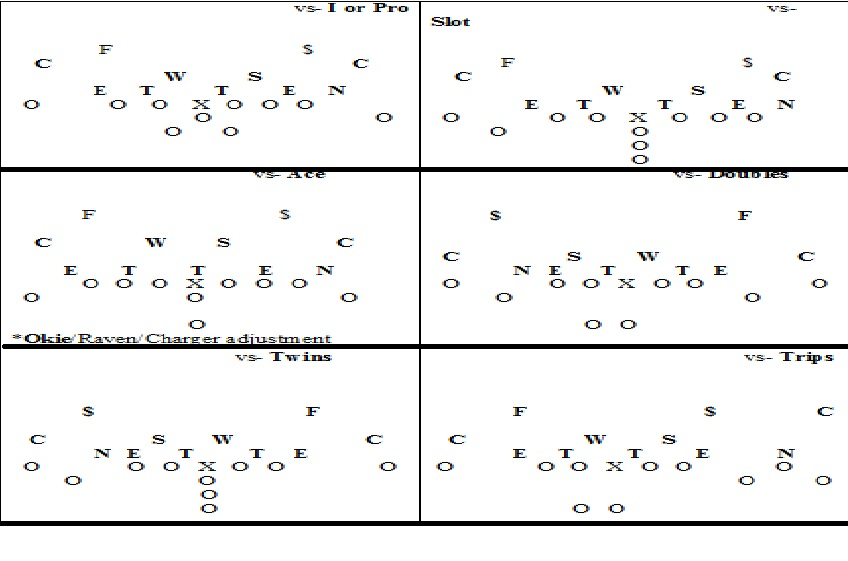 vs- I or Pro
F $
C C
W S
E T T E N
O O O X O O O
O O
O O
vs-
Slot
F $
C C
W S
E T T E N
O O O X O O O
O O
O
O
vs- Ace
F $
C W S C
E T T E N
O O O X O O O
O O O
O
*Okie/Raven/Charger adjustment
vs- Doubles
$ F
C S W C
N E T T E
O O O X O O O
O O
O O
vs- Twins
$ F
C S W C
N E T T E
O O O X O O O
O O
O
O
vs- Trips
F $ C
C W S
E T T E N
O O O X O O O
O O
O O